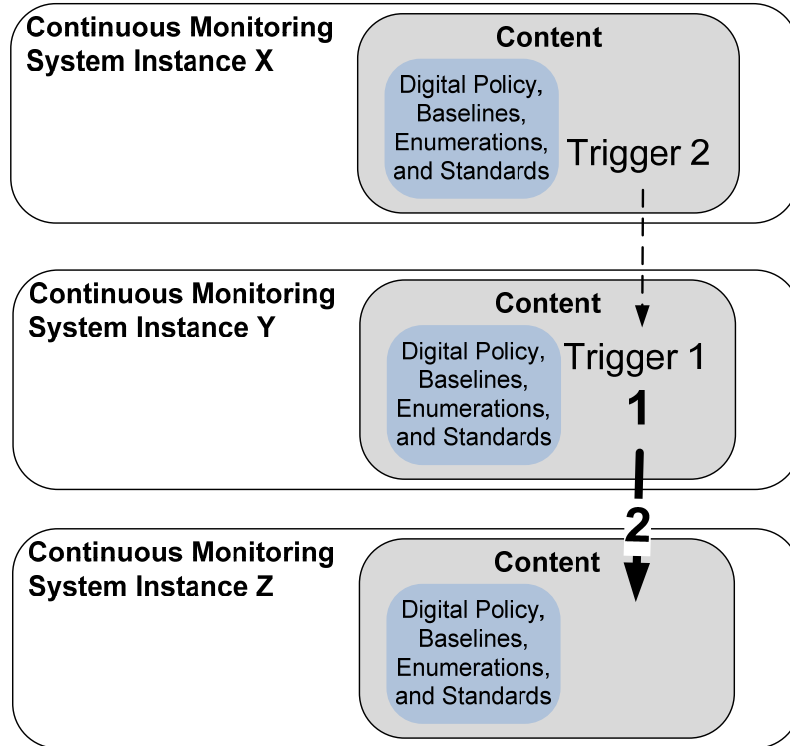 Continuous Monitoring
System Instance X
Content
Digital Policy,
Baselines,
Enumerations,
and Standards
Trigger 2
Continuous Monitoring
System Instance Y
Content
Digital Policy,
Baselines,
Enumerations,
and Standards
Trigger 1
1
2
Continuous Monitoring
System Instance Z
Content
Digital Policy,
Baselines,
Enumerations,
and Standards